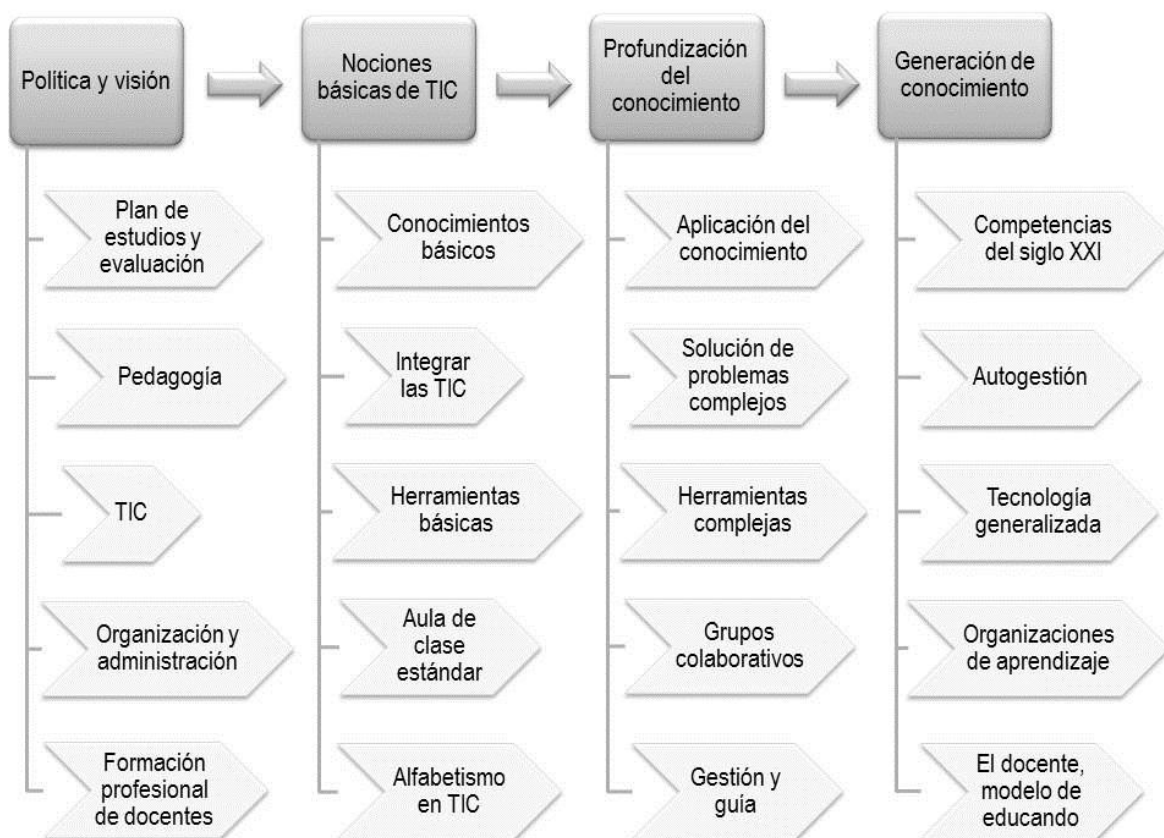 Política y visión
Nociones
básicas de TIC
Profundización
del
conocimiento
Generación de
conocimiento
Plan de
estudios y
evaluación
Conocimientos
básicos
Aplicación del
conocimiento
Competencias
del siglo XXI
Pedagogía
Integrar
las TIC
Solución de
problemas
complejos
Autogestión
TIC
Herramientas
básicas
Herramientas
complejas
Tecnología
generalizada
Organización y
administración
Aula de
clase
estándar
Grupos
colaborativos
Organizaciones
de aprendizaje
Formación
profesional
de docentes
Alfabetismo
en TIC
Gestión y
guía
El docente,
modelo de
educando